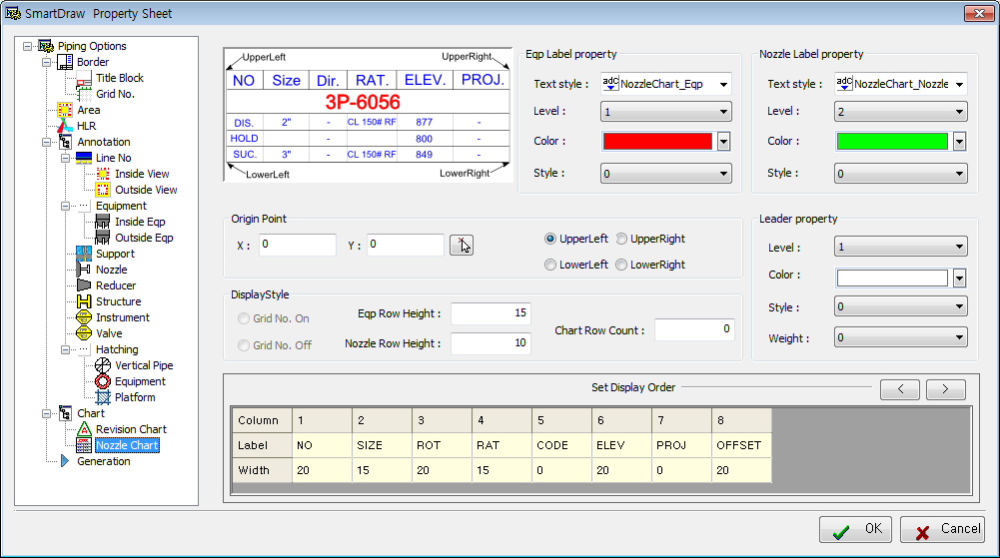 SmartDraw Property Sheet
Piping Options
Border
Title Block
Grid No.
Area
HLR
Annotation
Line No
Inside View
Outside View
Equipment
Inside Eqp
Outside Eqp
Support
Nozzle
Reducer
Structure
Instrument
Valve
Hatching
Vertical Pipe
Equipment
Platform
Chart
Revision Chart
Nozzle Chart
Generation
UpperLeft UpperRight
NO Size Dir. RAT. ELEV. PROJ.
3P-6056
DIS. 2" - CL 150# RF 877 -
HOLD 800
SUC. 3" - CL 150# RF 849 -
LowerLeft LowerRight
Eqp Label property
Text style : adc NozzleChart_Eqp
Level : 1
Color :
Style : 0
Nozzle Label property
Text style : adc NozzleChart_Nozzle
Level : 2
Color :
Style : 0
Origin Point
X : 0 Y : 0
UpperLeft UpperRight
LowerLeft LowerRight
Leader property
Level : 1
Color :
Style : 0
Weight : 0
DisplayStyle
Grid No. On
Grid No. Off
Eqp Row Height : 15
Nozzle Row Height : 10
Chart Row Count : 0
Set Display Order < >
Column 1 2 3 4 5 6 7 8
Label NO SIZE ROT RAT CODE ELEV PROJ OFFSET
Width 20 15 20 15 0 20 0 20
OK Cancel